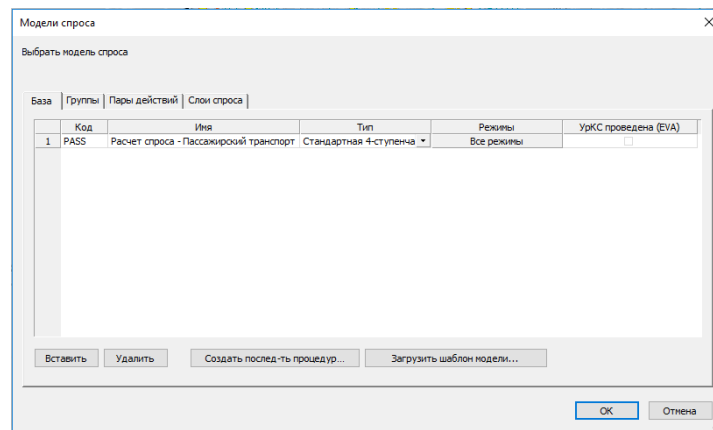 Модели спроса
Выбрать модель спроса
База Группы Пары действий Слои спроса
Код Имя Тип Режимы УрКС проведена (EVA)
1 PASS Расчет спроса - Пассажирский транспорт Стандартная 4-ступенча Все режимы
Вставить Удалить Создать послед-ть процедур... Загрузить шаблон модели...
OK Отмена